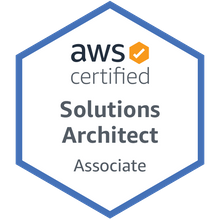 aws
certified
Solutions
Architect
Associate